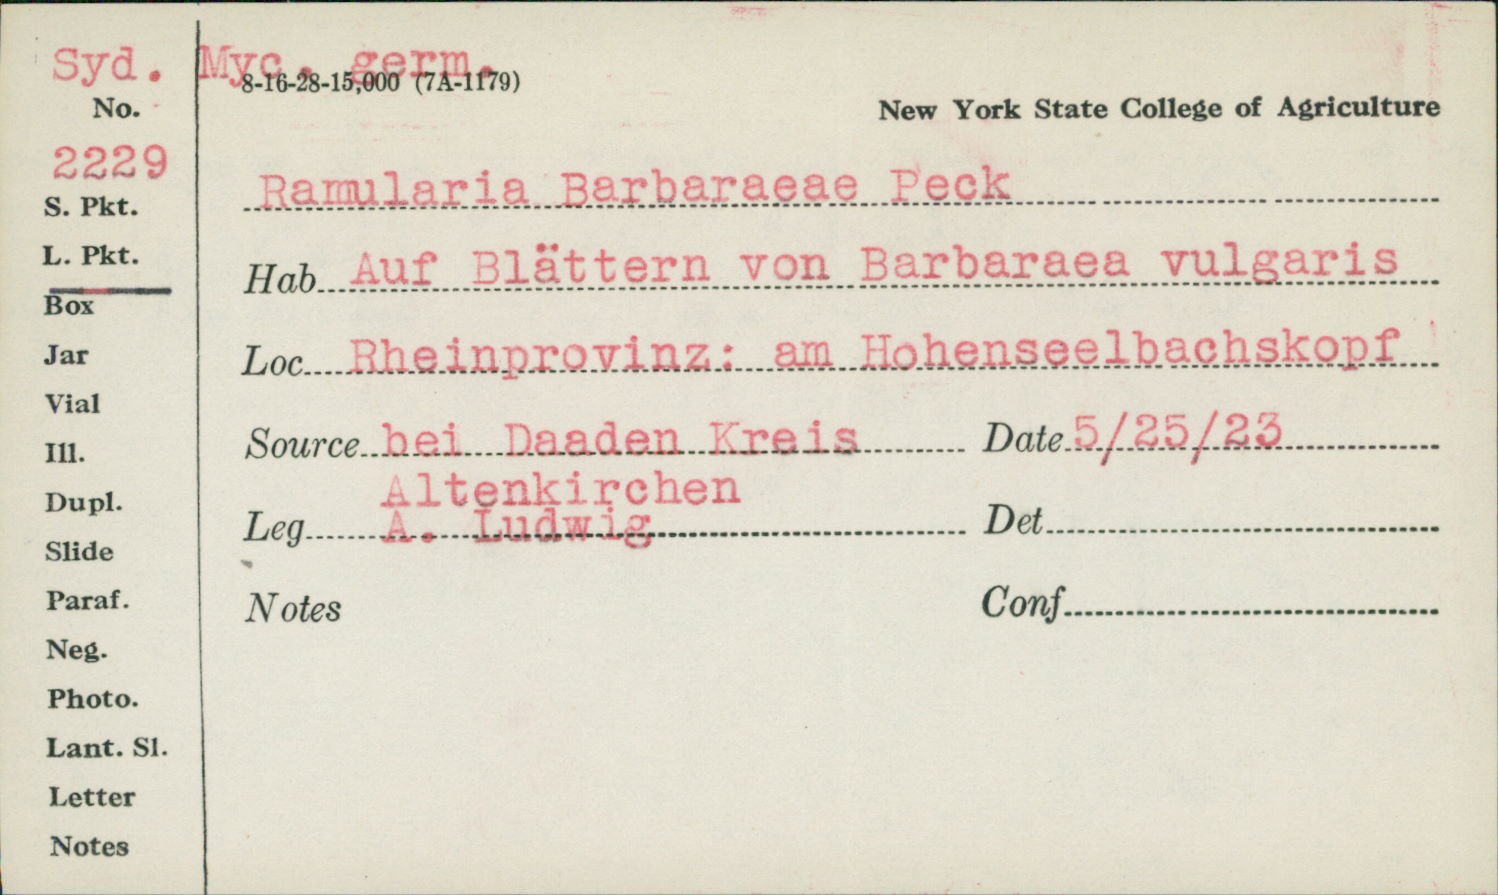 Syd. Myc. germ.
8-16-28-15,000 (7A-1179)
No.
New York State College of Agriculture
2229
Ramularia Barbaraeae Peck
S. Pkt.
L. Pkt.
Hab Auf Blättern von Barbaraea vulgaris
Box
Jar
Loc Rheinprovinz: am Hohenseelbachskopf
Vial
Ill.
Source bei Daaden Kreis Date 5/25/23
Altenkirchen
Dupl.
Leg A. Ludwig Det
Slide
Paraf.
Notes Conf
Neg.
Photo.
Lant. Sl.
Letter
Notes